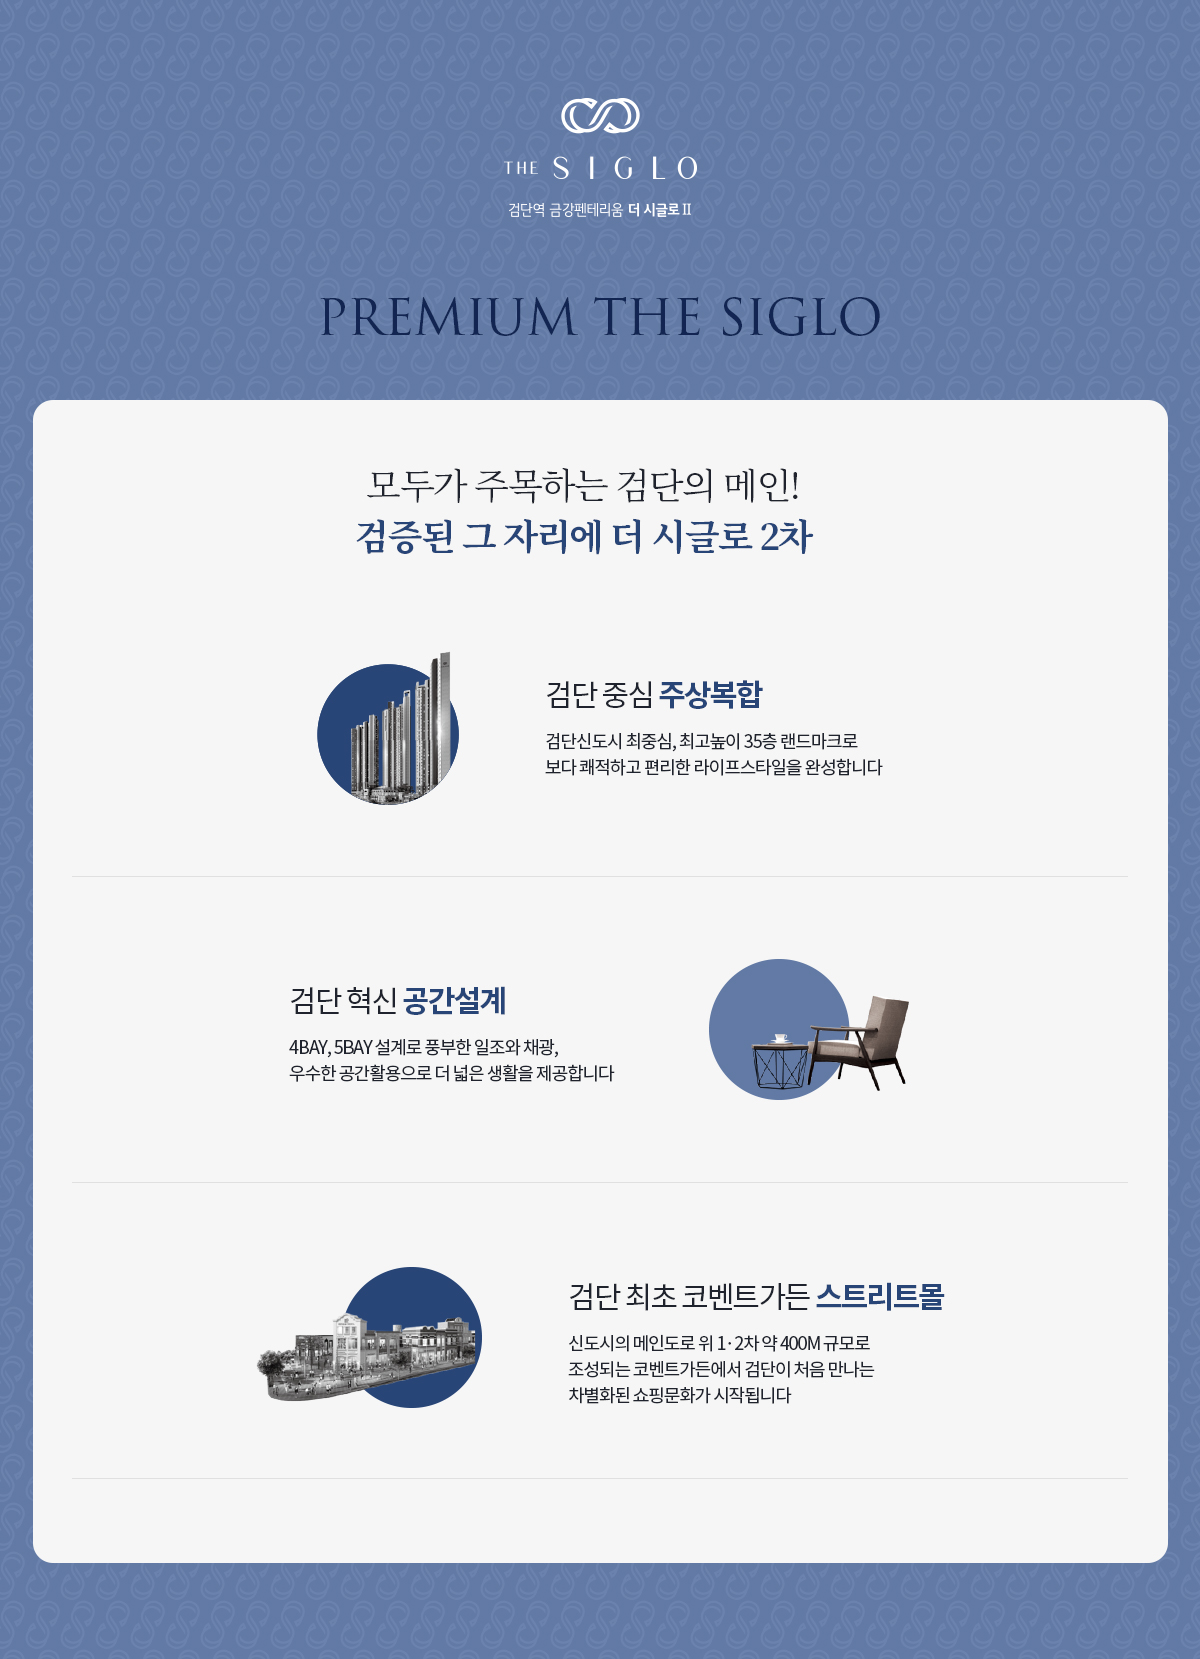 THE SIGLO
검단역 금강펜테리움 더 시글로 II
PREMIUM THE SIGLO
모두가 주목하는 검단의 메인!
검증된 그 자리에 더 시글로 2차
검단 중심 주상복합
검단신도시 최중심, 최고높이 35층 랜드마크로
보다 쾌적하고 편리한 라이프스타일을 완성합니다
검단 혁신 공간설계
4BAY, 5BAY 설계로 풍부한 일조와 채광,
우수한 공간활용으로 더 넓은 생활을 제공합니다
검단 최초 코벤트가든 스트리트몰
신도시의 메인도로 위 1·2차 약 400M 규모로
조성되는 코벤트가든에서 검단이 처음 만나는
차별화된 쇼핑문화가 시작됩니다